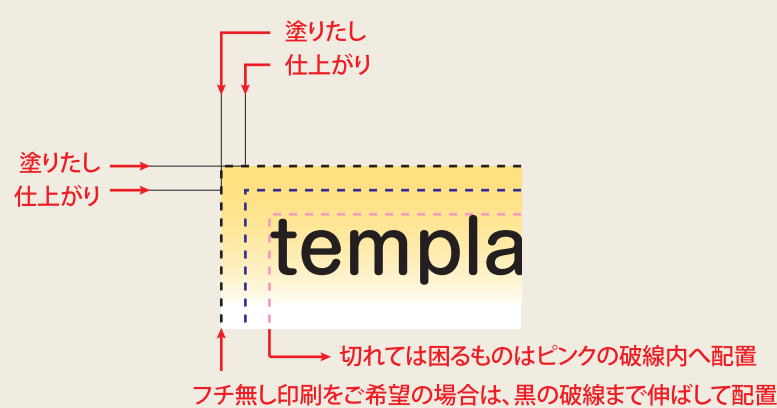 塗りたし
仕上がり
塗りたし
仕上がり
templa
切れては困るものはピンクの破線内へ配置
フチ無し印刷をご希望の場合は、黒の破線まで伸ばして配置